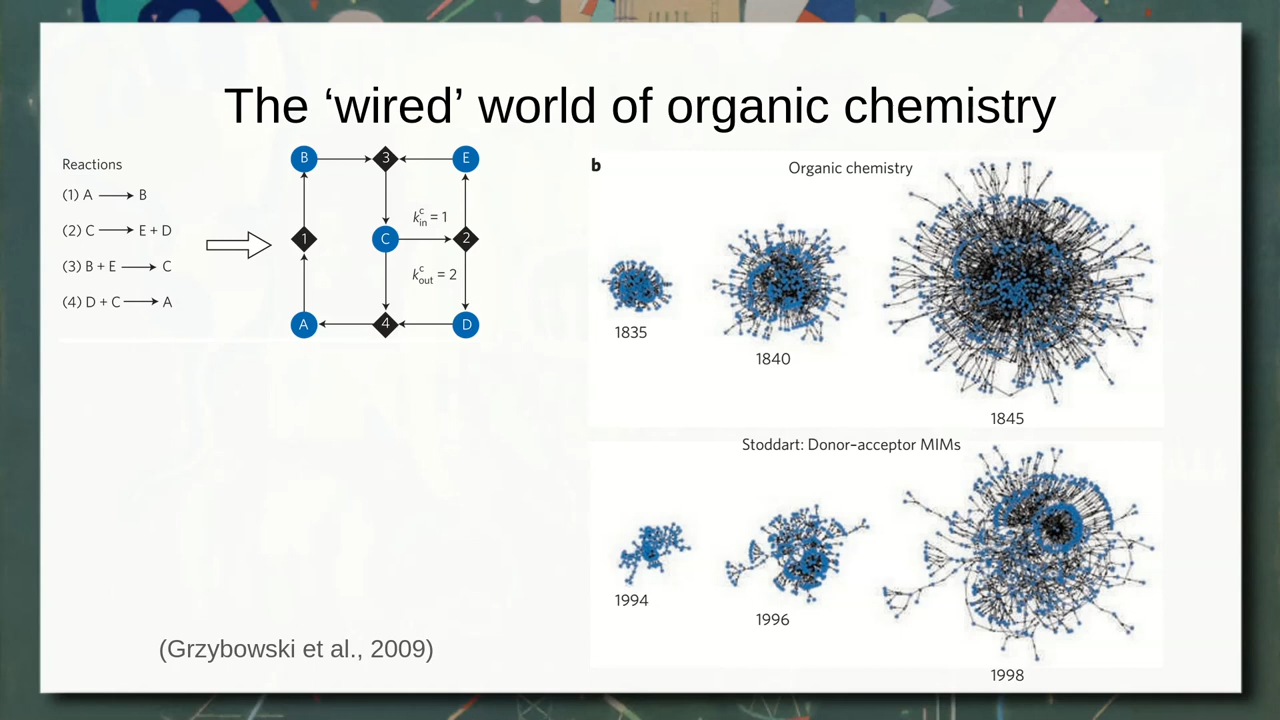 The ‘wired’ world of organic chemistry
Reactions
(1) A ⟶ B
(2) C ⟶ E + D
(3) B + E ⟶ C
(4) D + C ⟶ A
B 3 E
k^c_in = 1
1 C 2
k^c_out = 2
A 4 D
b
Organic chemistry
1835
1840
1845
Stoddart: Donor–acceptor MIMs
1994
1996
1998
(Grzybowski et al., 2009)